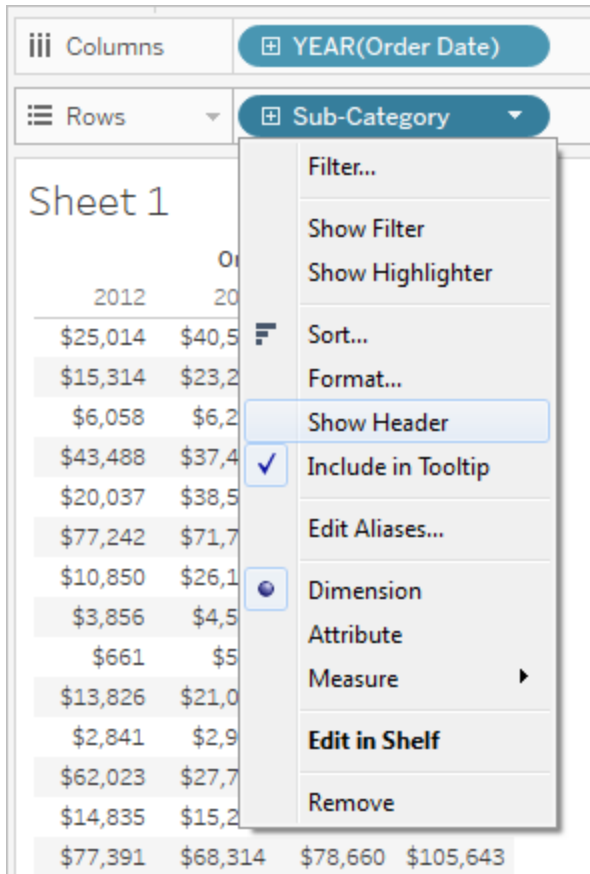 Columns YEAR(Order Date)
Rows Sub-Category
Sheet 1
2012
$25,014
$15,314
$6,058
$43,488
$20,037
$77,242
$10,850
$3,856
$661
$13,826
$2,841
$62,023
$14,835
$77,391 $68,314 $78,660 $105,643
Filter...
Show Filter
Show Highlighter
Sort...
Format...
Show Header
Include in Tooltip
Edit Aliases...
Dimension
Attribute
Measure
Edit in Shelf
Remove